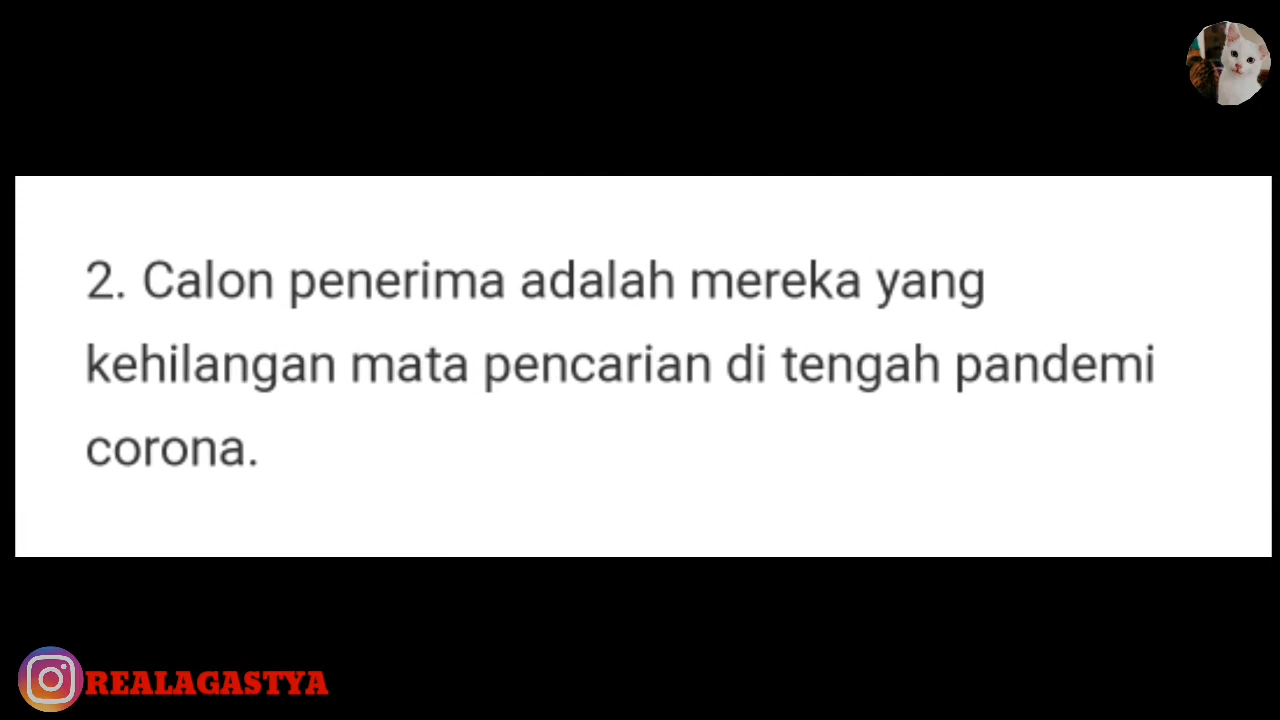 2. Calon penerima adalah mereka yang
kehilangan mata pencarian di tengah pandemi
corona.
REALAGASTYA